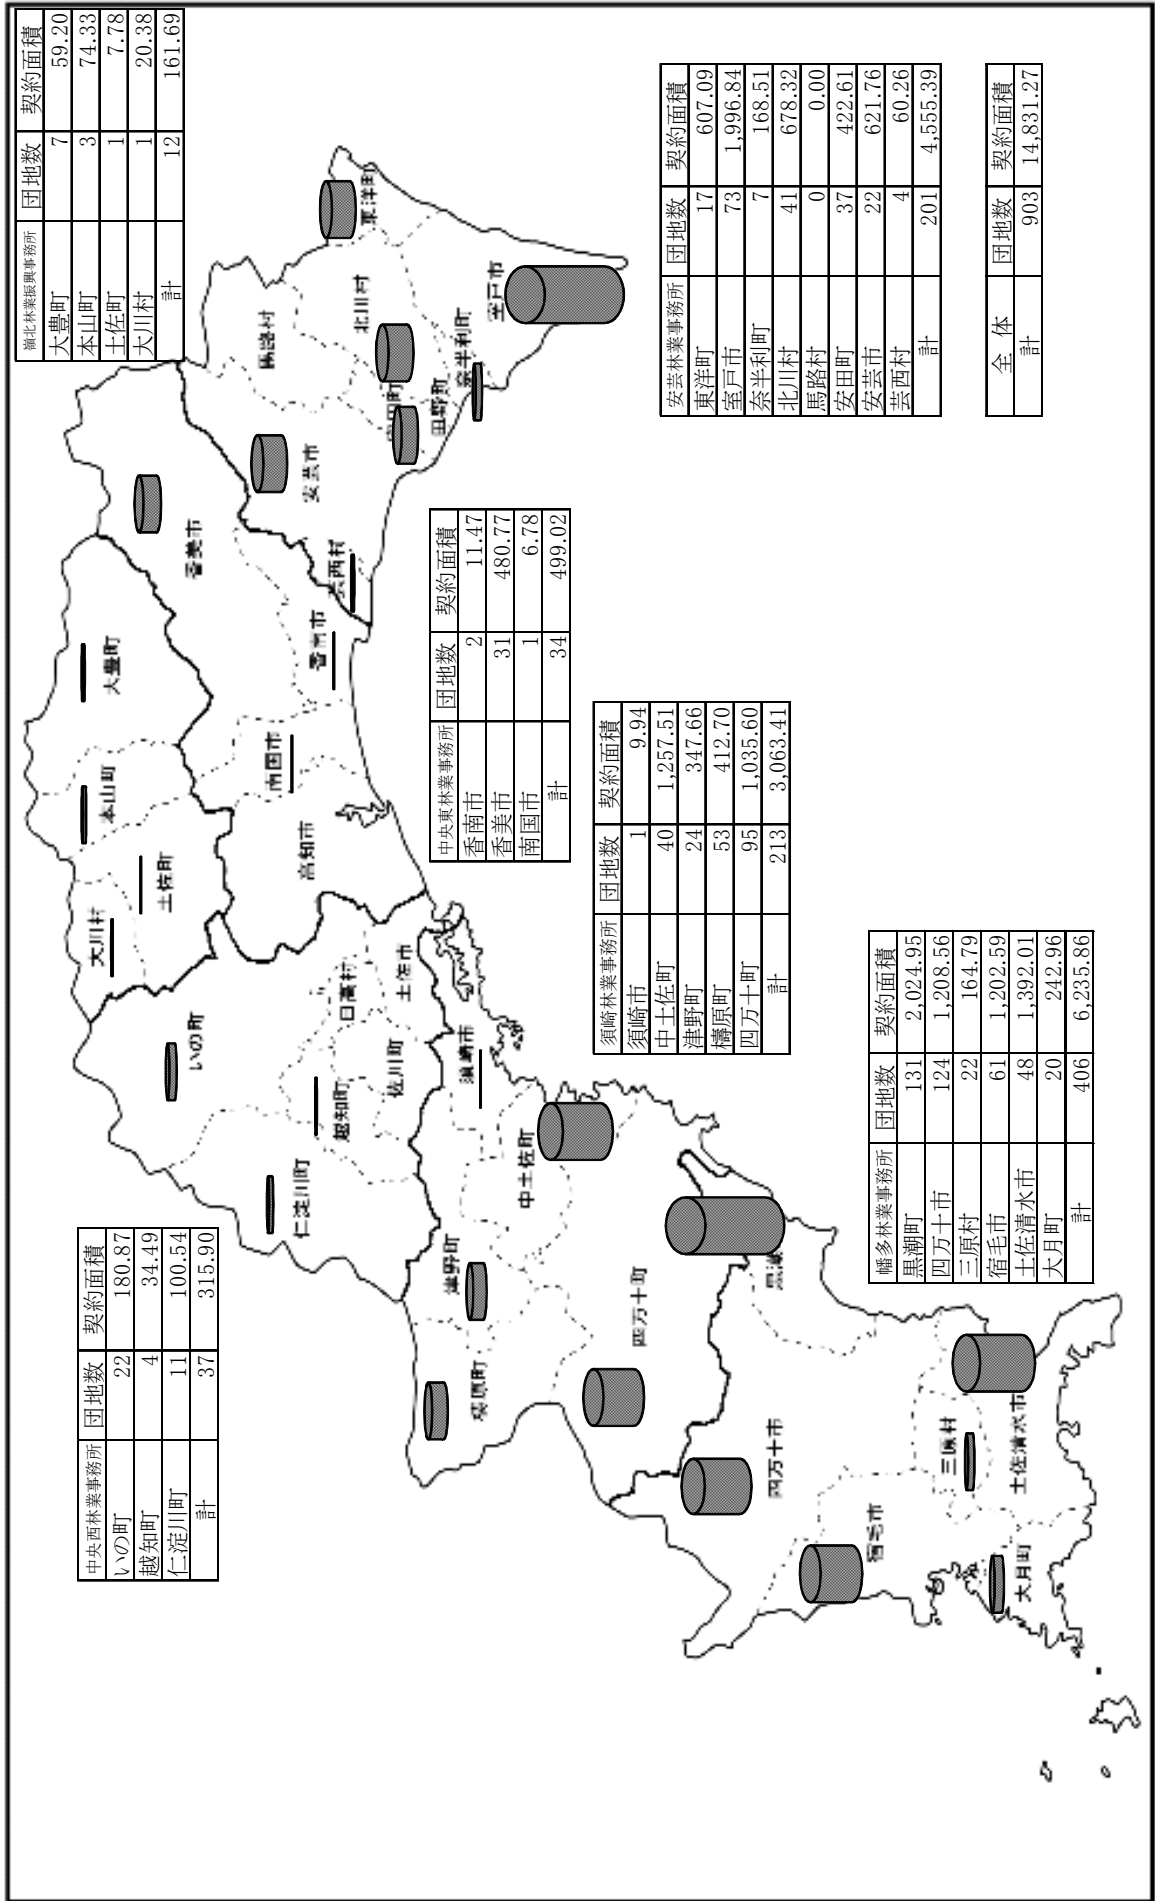 中央西林業事務所 団地数 契約面積
いの町 22 180.87
越知町 4 34.49
仁淀川町 11 100.54
計 37 315.90
嶺北林業振興事務所 団地数 契約面積
大豊町 7 59.20
本山町 3 74.33
土佐町 1 7.78
大川村 1 20.38
計 12 161.69
中央東林業事務所 団地数 契約面積
香南市 2 11.47
香美市 31 480.77
南国市 1 6.78
計 34 499.02
須崎林業事務所 団地数 契約面積
須崎市 1 9.94
中土佐町 40 1,257.51
津野町 24 347.66
檮原町 53 412.70
四万十町 95 1,035.60
計 213 3,063.41
安芸林業事務所 団地数 契約面積
東洋町 17 607.09
室戸市 73 1,996.84
奈半利町 7 168.51
北川村 41 678.32
馬路村 0 0.00
安田町 37 422.61
安芸市 22 621.76
芸西村 4 60.26
計 201 4,555.39
幡多林業事務所 団地数 契約面積
黒潮町 131 2,024.95
四万十市 124 1,208.56
三原村 22 164.79
宿毛市 61 1,202.59
土佐清水市 48 1,392.01
大月町 20 242.96
計 406 6,235.86
全 体 団地数 契約面積
計 903 14,831.27
大川村
本山町
大豊町
土佐町
いの町
香美市
仁淀川町
越知町
日高村
高知市
南国市
香南市
芸西村
安芸市
馬路村
北川村
東洋町
佐川町
土佐市
田野町
奈半利町
室戸市
津野町
檮原町
須崎市
中土佐町
四万十町
四万十市
黒潮
宿毛市
三原村
土佐清水市
大月町